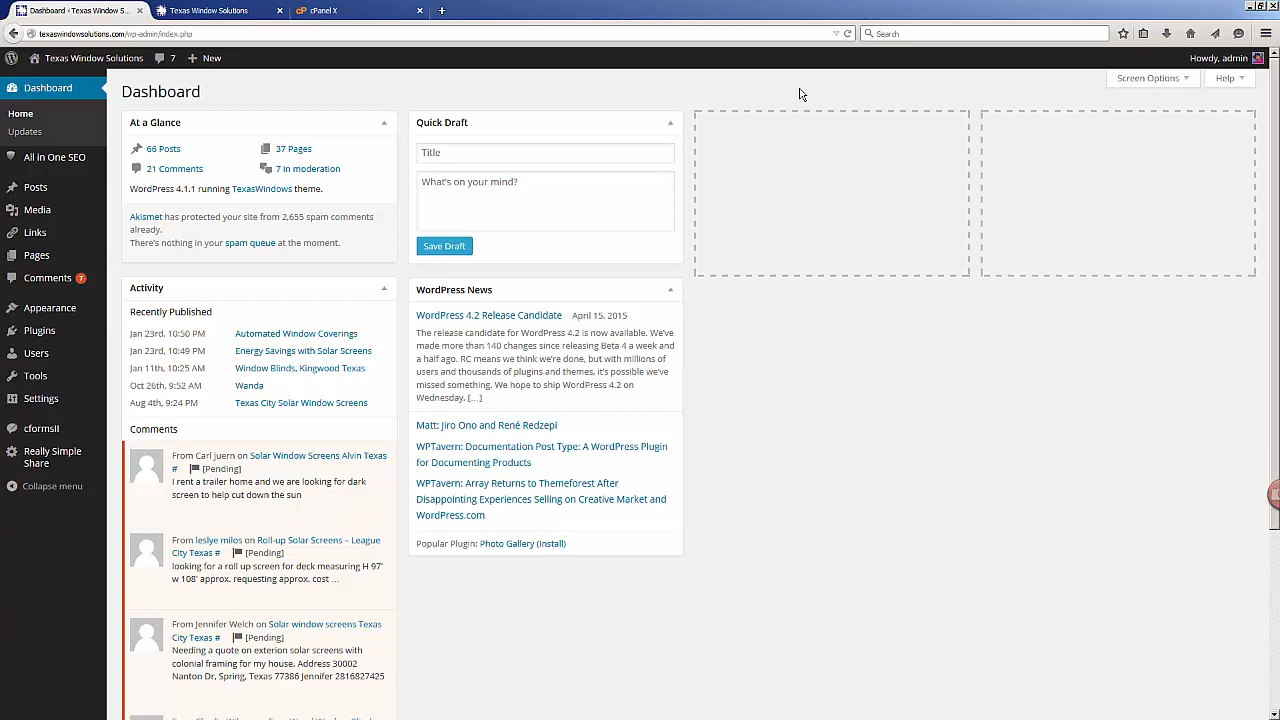 Dashboard ‹ Texas Window S...
Texas Window Solutions
cPanel X
texaswindowsolutions.com/wp-admin/index.php
Search
Texas Window Solutions
7
New
Howdy, admin
Dashboard
Home
Updates
All in One SEO
Posts
Media
Links
Pages
Comments 7
Appearance
Plugins
Users
Tools
Settings
cformsII
Really Simple
Share
Collapse menu
Screen Options
Help
Dashboard
At a Glance
66 Posts
37 Pages
21 Comments
7 in moderation
WordPress 4.1.1 running TexasWindows theme.
Akismet has protected your site from 2,655 spam comments
already.
There's nothing in your spam queue at the moment.
Activity
Recently Published
Jan 23rd, 10:50 PM Automated Window Coverings
Jan 23rd, 10:49 PM Energy Savings with Solar Screens
Jan 11th, 10:25 AM Window Blinds, Kingwood Texas
Oct 26th, 9:52 AM Wanda
Aug 4th, 9:24 PM Texas City Solar Window Screens
Comments
From Carl juern on Solar Window Screens Alvin Texas
# [Pending]
I rent a trailer home and we are looking for dark
screen to help cut down the sun
From leslye milos on Roll-up Solar Screens – League
City Texas # [Pending]
looking for a roll up screen for deck measuring H 97'
w 108' approx. requesting approx. cost …
From Jennifer Welch on Solar window screens Texas
City Texas # [Pending]
Needing a quote on exterior solar screens with
colonial framing for my house. Address 30002
Nanton Dr, Spring, Texas 77386 Jennifer 2816827425
Quick Draft
Title
What's on your mind?
Save Draft
WordPress News
WordPress 4.2 Release Candidate April 15, 2015
The release candidate for WordPress 4.2 is now available. We've
made more than 140 changes since releasing Beta 4 a week and
a half ago. RC means we think we're done, but with millions of
users and thousands of plugins and themes, it's possible we've
missed something. We hope to ship WordPress 4.2 on
Wednesday, […]
Matt: Jiro Ono and René Redzepi
WPTavern: Documentation Post Type: A WordPress Plugin
for Documenting Products
WPTavern: Array Returns to Themeforest After
Disappointing Experiences Selling on Creative Market and
WordPress.com
Popular Plugin: Photo Gallery (Install)